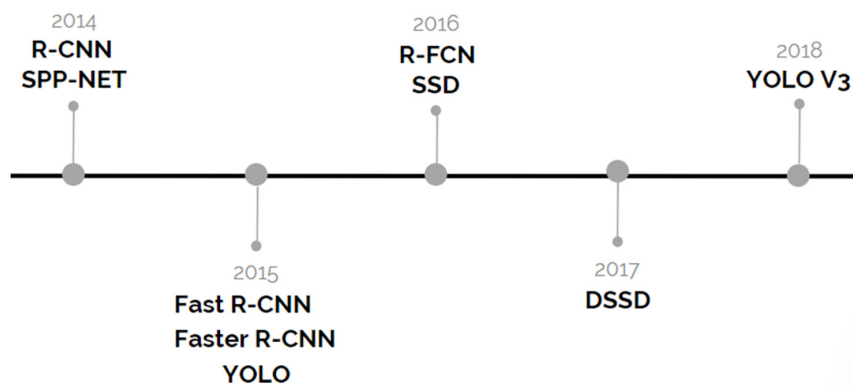 2014
R-CNN
SPP-NET
2015
Fast R-CNN
Faster R-CNN
YOLO
2016
R-FCN
SSD
2017
DSSD
2018
YOLO V3